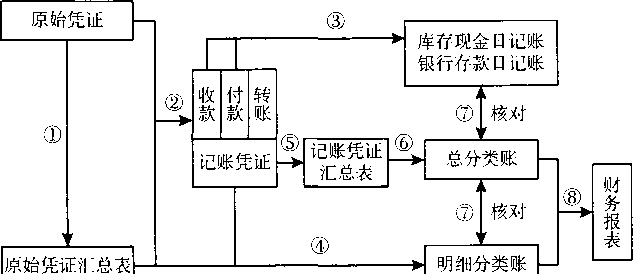 原始凭证
①
原始凭证汇总表
②
收款
付款
转账
记账凭证
③
库存现金日记账
银行存款日记账
⑦ 核对
⑤
记账凭证
汇总表
⑥
总分类账
⑦ 核对
④
明细分类账
⑧
财务报表